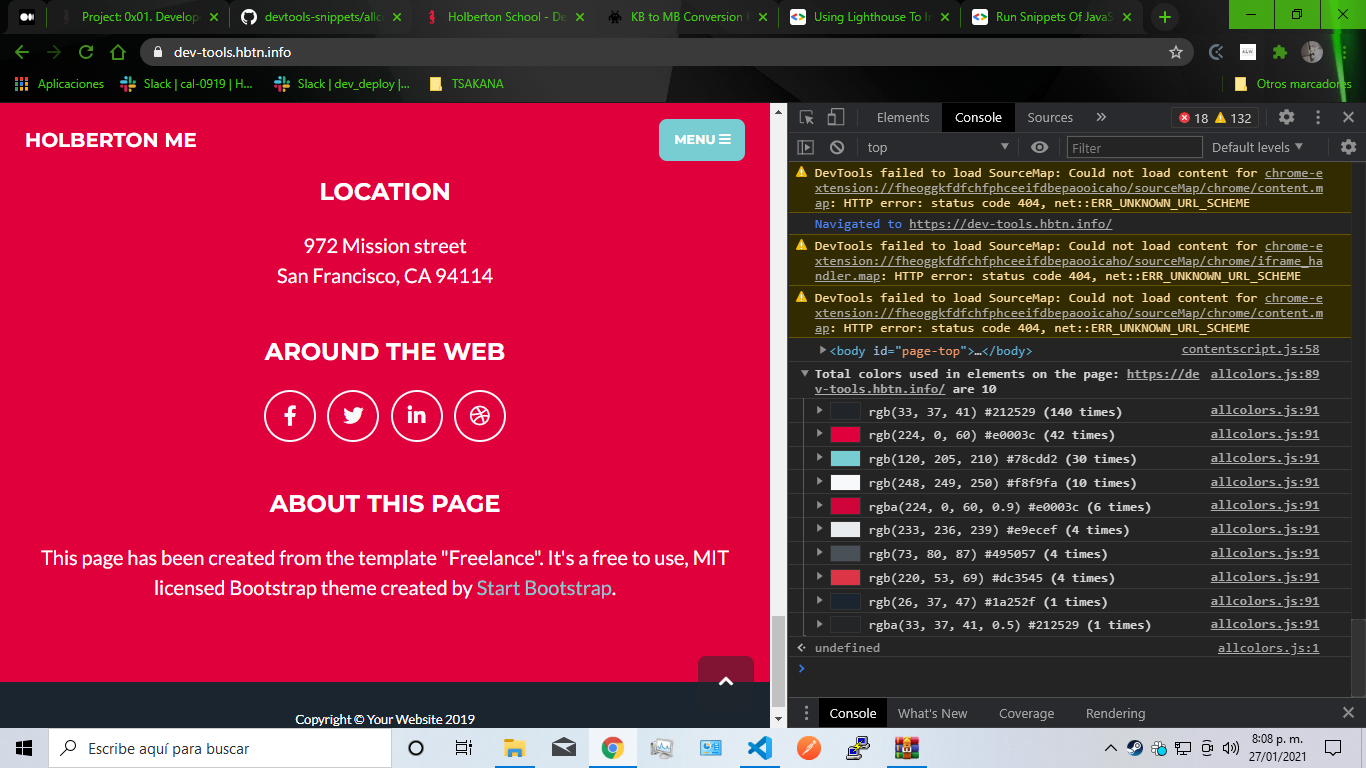 Project: 0x01. Develope
devtools-snippets/allco
Holberton School - De
KB to MB Conversion
Using Lighthouse To I
Run Snippets Of JavaS
dev-tools.hbtn.info
Aplicaciones
Slack | cal-0919 | H...
Slack | dev_deploy |...
TSAKANA
Otros marcadores
HOLBERTON ME
MENU
LOCATION
972 Mission street
San Francisco, CA 94114
AROUND THE WEB
ABOUT THIS PAGE
This page has been created from the template "Freelance". It's a free to use, MIT
licensed Bootstrap theme created by Start Bootstrap.
Copyright © Your Website 2019
Elements
Console
Sources
18
132
top
Filter
Default levels
DevTools failed to load SourceMap: Could not load content for chrome-e
xtension://fheoggkfdfchfphceeifdbepaooicaho/sourceMap/chrome/content.m
ap: HTTP error: status code 404, net::ERR_UNKNOWN_URL_SCHEME
Navigated to https://dev-tools.hbtn.info/
DevTools failed to load SourceMap: Could not load content for chrome-e
xtension://fheoggkfdfchfphceeifdbepaooicaho/sourceMap/chrome/iframe_ha
ndler.map: HTTP error: status code 404, net::ERR_UNKNOWN_URL_SCHEME
DevTools failed to load SourceMap: Could not load content for chrome-e
xtension://fheoggkfdfchfphceeifdbepaooicaho/sourceMap/chrome/content.m
ap: HTTP error: status code 404, net::ERR_UNKNOWN_URL_SCHEME
<body id="page-top">…</body> contentscript.js:58
Total colors used in elements on the page: https://de allcolors.js:89
v-tools.hbtn.info/ are 10
rgb(33, 37, 41) #212529 (140 times) allcolors.js:91
rgb(224, 0, 60) #e0003c (42 times) allcolors.js:91
rgb(120, 205, 210) #78cdd2 (30 times) allcolors.js:91
rgb(248, 249, 250) #f8f9fa (10 times) allcolors.js:91
rgba(224, 0, 60, 0.9) #e0003c (6 times) allcolors.js:91
rgb(233, 236, 239) #e9ecef (4 times) allcolors.js:91
rgb(73, 80, 87) #495057 (4 times) allcolors.js:91
rgb(220, 53, 69) #dc3545 (4 times) allcolors.js:91
rgb(26, 37, 47) #1a252f (1 times) allcolors.js:91
rgba(33, 37, 41, 0.5) #212529 (1 times) allcolors.js:91
undefined allcolors.js:1
Console
What's New
Coverage
Rendering
Escribe aquí para buscar
8:08 p. m.
27/01/2021